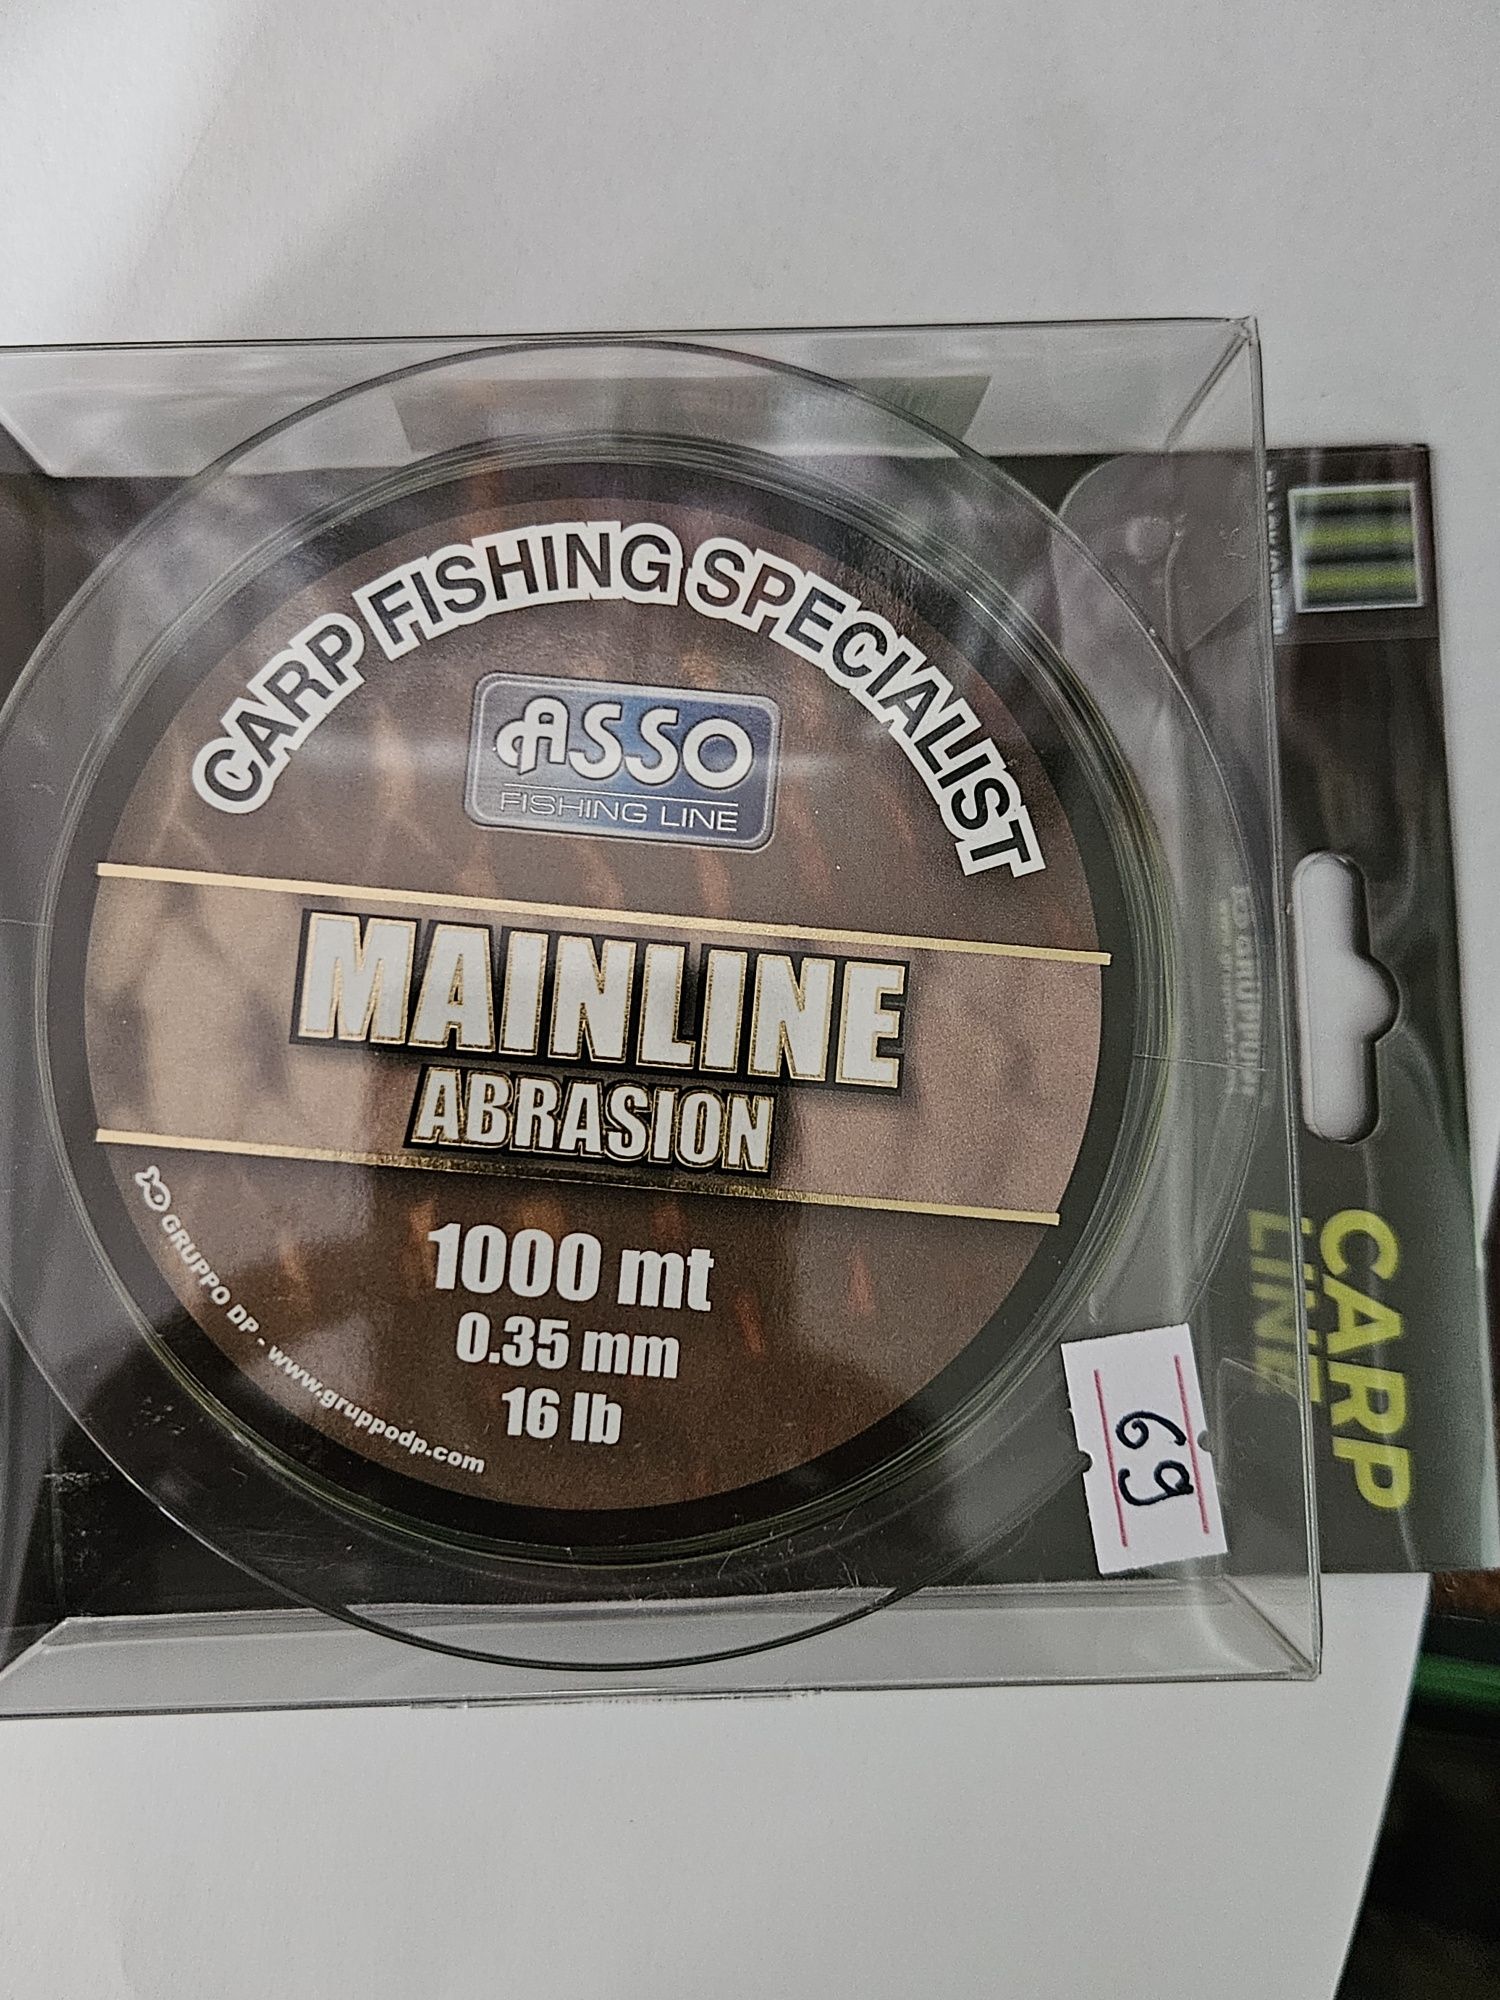 CARP FISHING SPECIALIST
ASSO
FISHING LINE
MAINLINE
ABRASION
1000 mt
0.35 mm
16 lb
GRUPPO DP - www.gruppodp.com
69
CARP
LINE